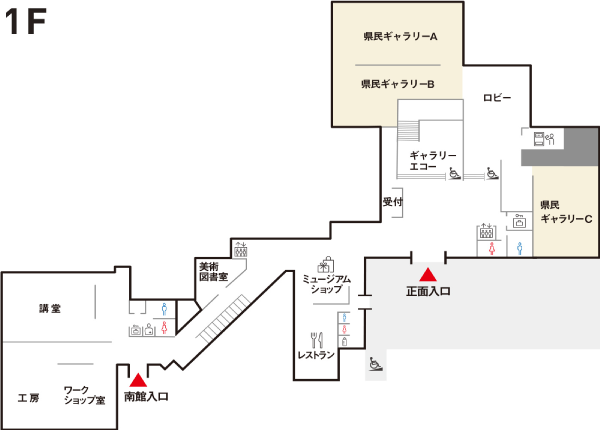 1F
県民ギャラリーA
県民ギャラリーB
ロビー
ギャラリー
エコー
受付
県民
ギャラリーC
美術
図書室
ミュージアム
ショップ
正面入口
講堂
レストラン
工房
ワーク
ショップ室
南館入口